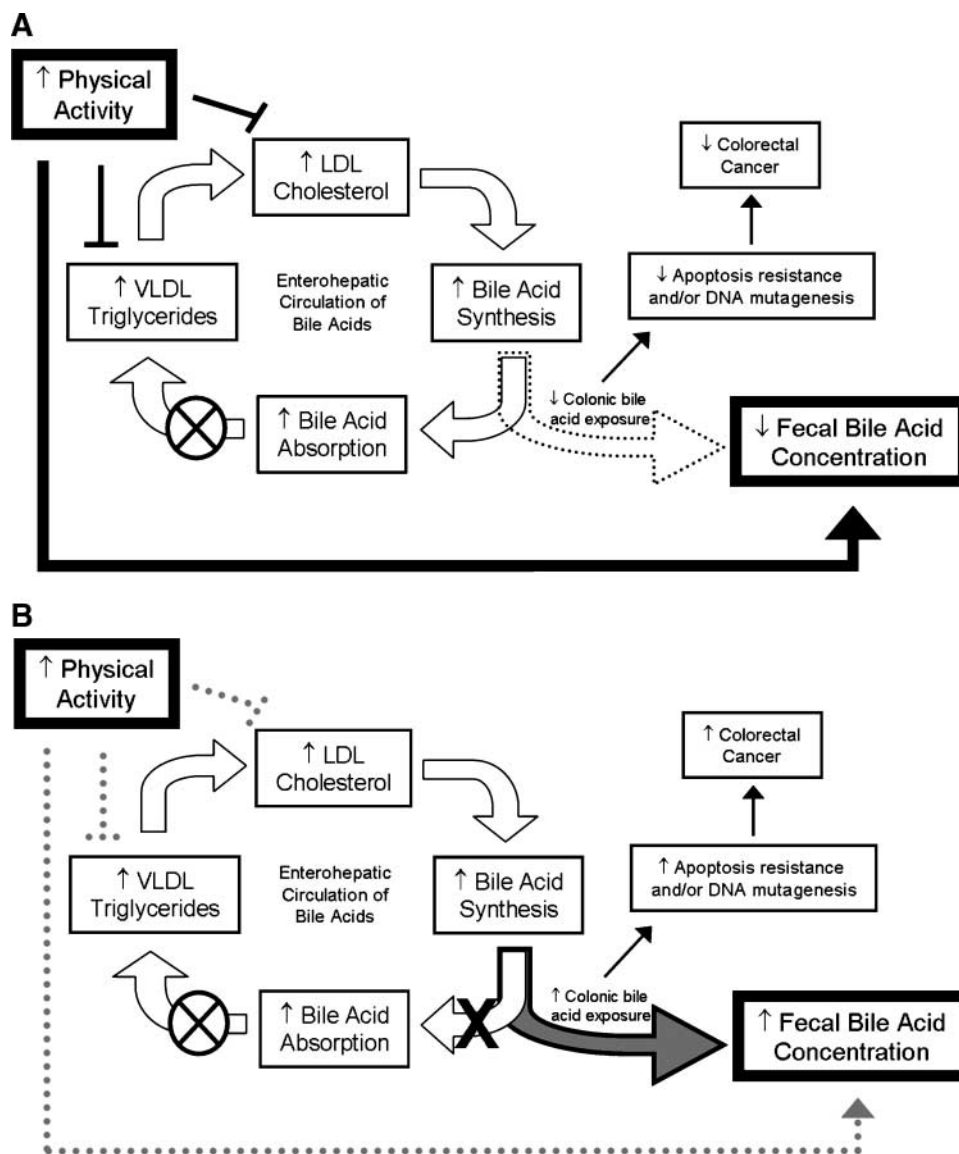 A
↑ Physical
Activity
↑ LDL
Cholesterol
↓ Colorectal
Cancer
↑ VLDL
Triglycerides
Enterohepatic
Circulation of
Bile Acids
↑ Bile Acid
Synthesis
↓ Apoptosis resistance
and/or DNA mutagenesis
↑ Bile Acid
Absorption
↓ Colonic bile
acid exposure
↓ Fecal Bile Acid
Concentration
B
↑ Physical
Activity
↑ LDL
Cholesterol
↑ Colorectal
Cancer
↑ VLDL
Triglycerides
Enterohepatic
Circulation of
Bile Acids
↑ Bile Acid
Synthesis
↑ Apoptosis resistance
and/or DNA mutagenesis
↑ Bile Acid
Absorption
X
↑ Colonic bile
acid exposure
↑ Fecal Bile Acid
Concentration